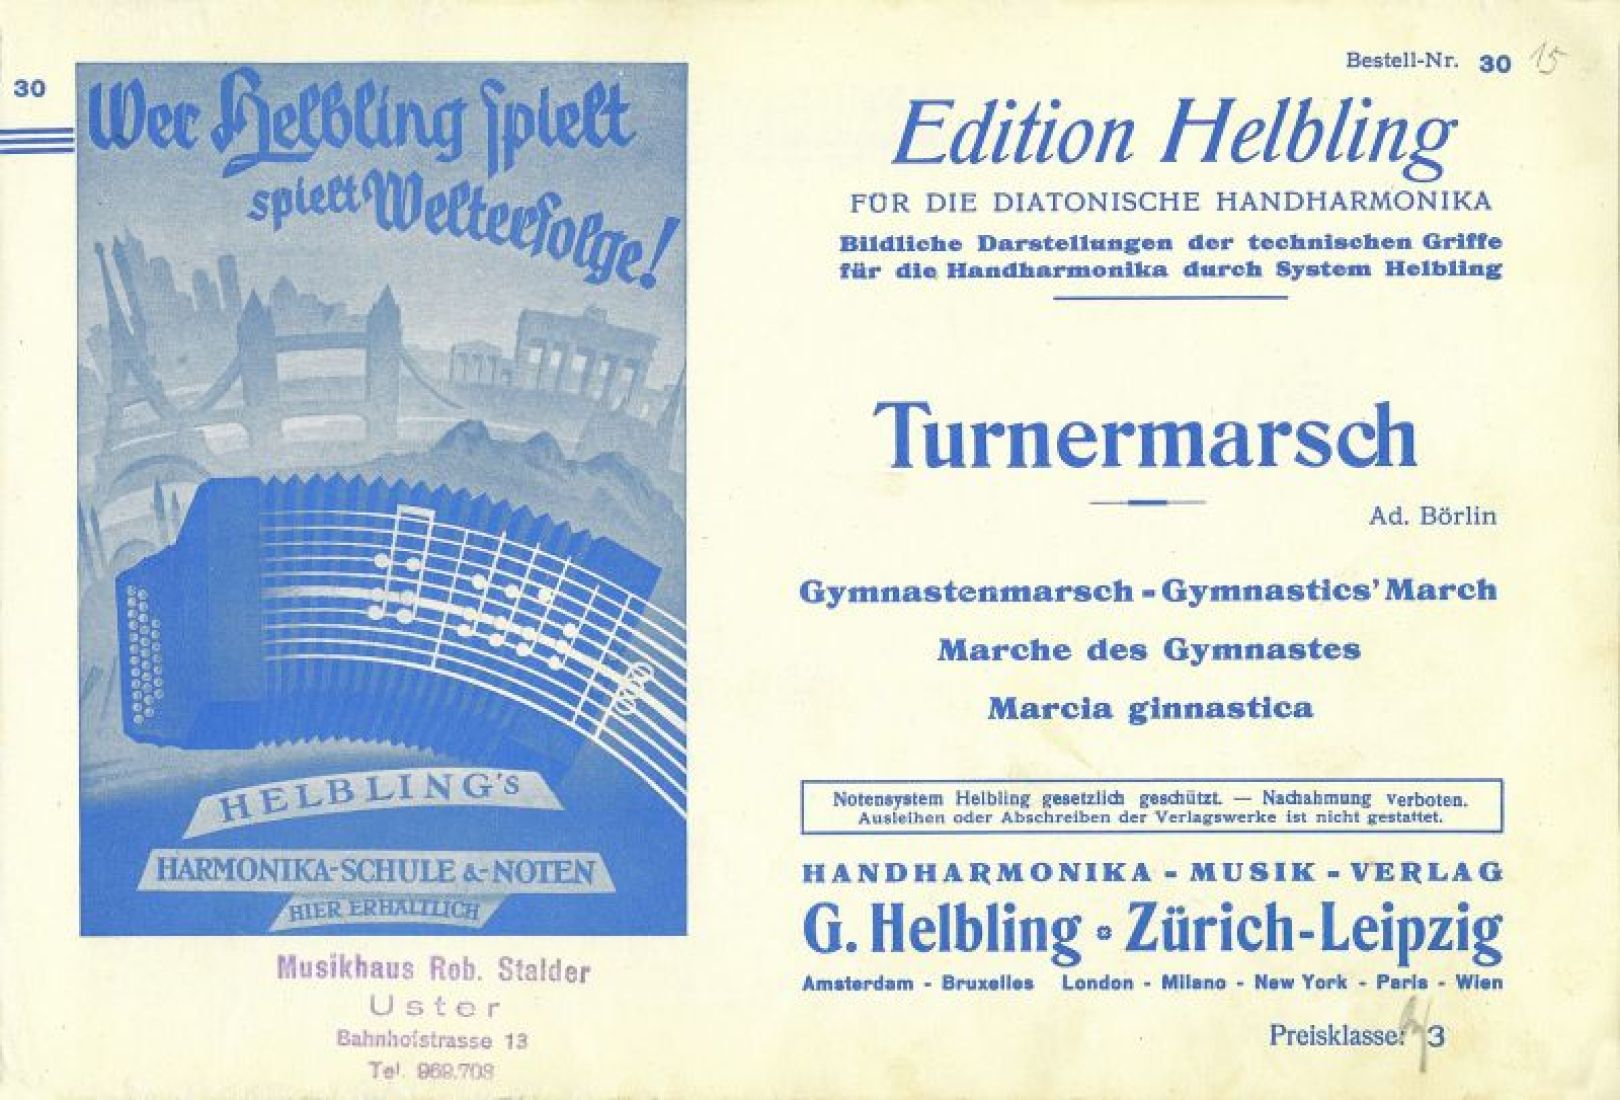 30
Wer Helbling spielt
spielt Welterfolge!
HELBLING'S
HARMONIKA-SCHULE &-NOTEN
HIER ERHÄLTLICH
Musikhaus Rob. Stalder
Uster
Bahnhofstrasse 13
Tel. 969.703
Bestell-Nr. 30 15
Edition Helbling
FÜR DIE DIATONISCHE HANDHARMONIKA
Bildliche Darstellungen der technischen Griffe
für die Handharmonika durch System Helbling
Turnermarsch
Ad. Börlin
Gymnastenmarsch - Gymnastics' March
Marche des Gymnastes
Marcia ginnastica
Notensystem Helbling gesetzlich geschützt. — Nachahmung verboten.
Ausleihen oder Abschreiben der Verlagswerke ist nicht gestattet.
HANDHARMONIKA - MUSIK - VERLAG
G. Helbling • Zürich-Leipzig
Amsterdam - Bruxelles London - Milano - New York - Paris - Wien
Preisklasse: 3